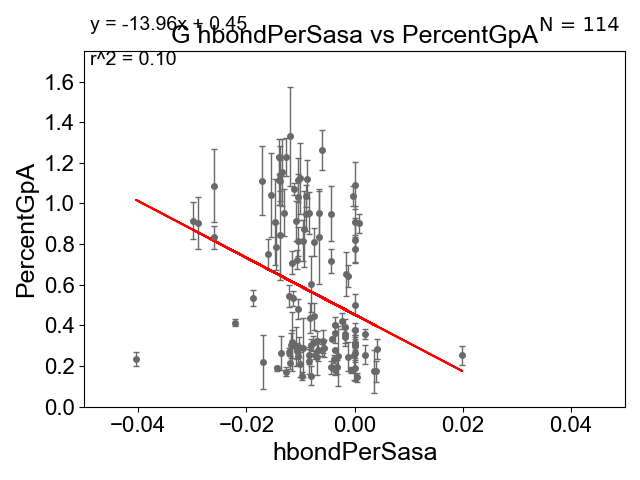 y = -13.96x + 0.45
N = 114
G hbondPerSasa vs PercentGpA
r^2 = 0.10
PercentGpA
1.6
1.4
1.2
1.0
0.8
0.6
0.4
0.2
0.0
−0.04 −0.02 0.00 0.02 0.04
hbondPerSasa